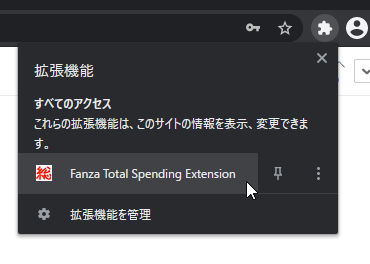 拡張機能
すべてのアクセス
これらの拡張機能は、このサイトの情報を表示、変更できま
す。
総 Fanza Total Spending Extension
拡張機能を管理